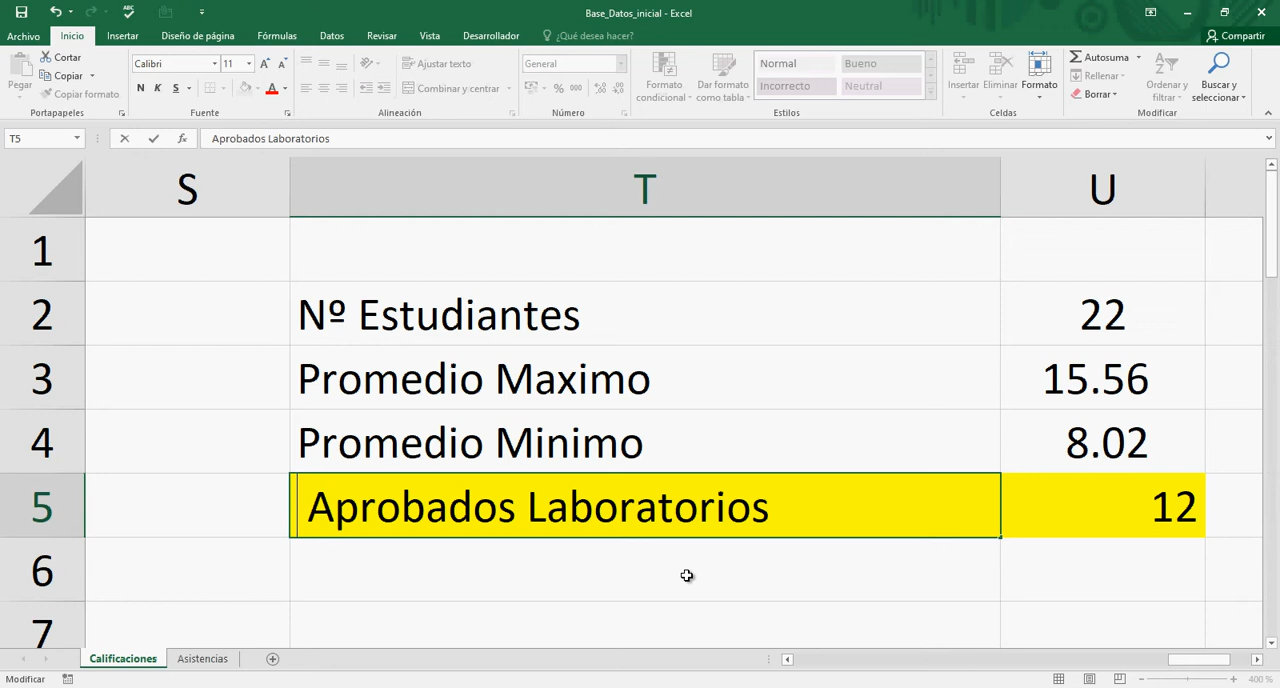 Base_Datos_inicial - Excel
Archivo Inicio Insertar Diseño de página Fórmulas Datos Revisar Vista Desarrollador ¿Qué desea hacer? Compartir
Pegar
Cortar
Copiar
Copiar formato
Portapapeles
Calibri 11
N K S A
Fuente
Ajustar texto
Combinar y centrar
Alineación
General
% 000
Número
Formato condicional
Dar formato como tabla
Normal Bueno
Incorrecto Neutral
Estilos
Insertar Eliminar Formato
Celdas
Autosuma
Rellenar
Borrar
Ordenar y filtrar
Buscar y seleccionar
Modificar
T5 fx Aprobados Laboratorios
S T U
1
2 Nº Estudiantes 22
3 Promedio Maximo 15.56
4 Promedio Minimo 8.02
5 Aprobados Laboratorios 12
6
7
Calificaciones Asistencias
Modificar 400 %